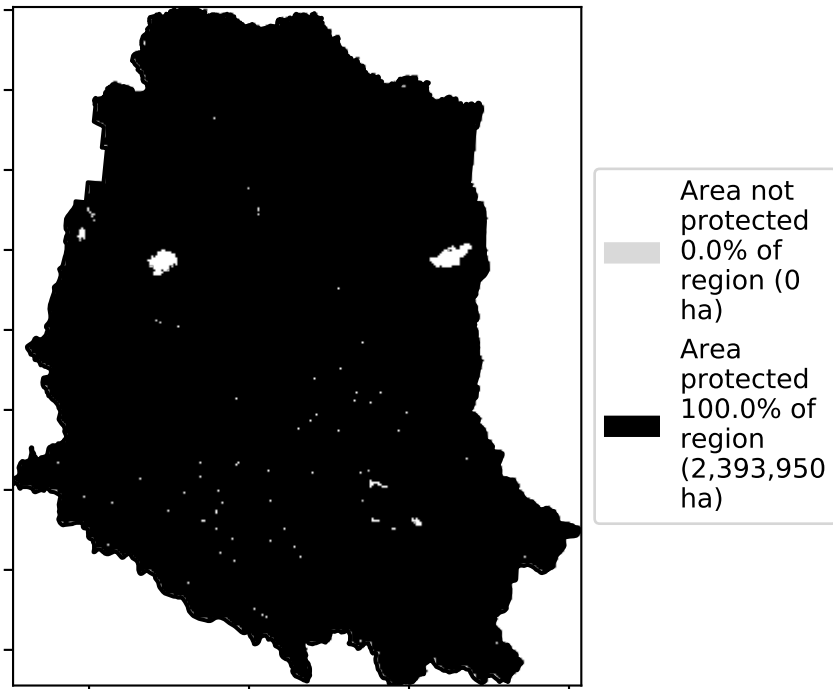 Area not
protected
0.0% of
region (0
ha)
Area
protected
100.0% of
region
(2,393,950
ha)